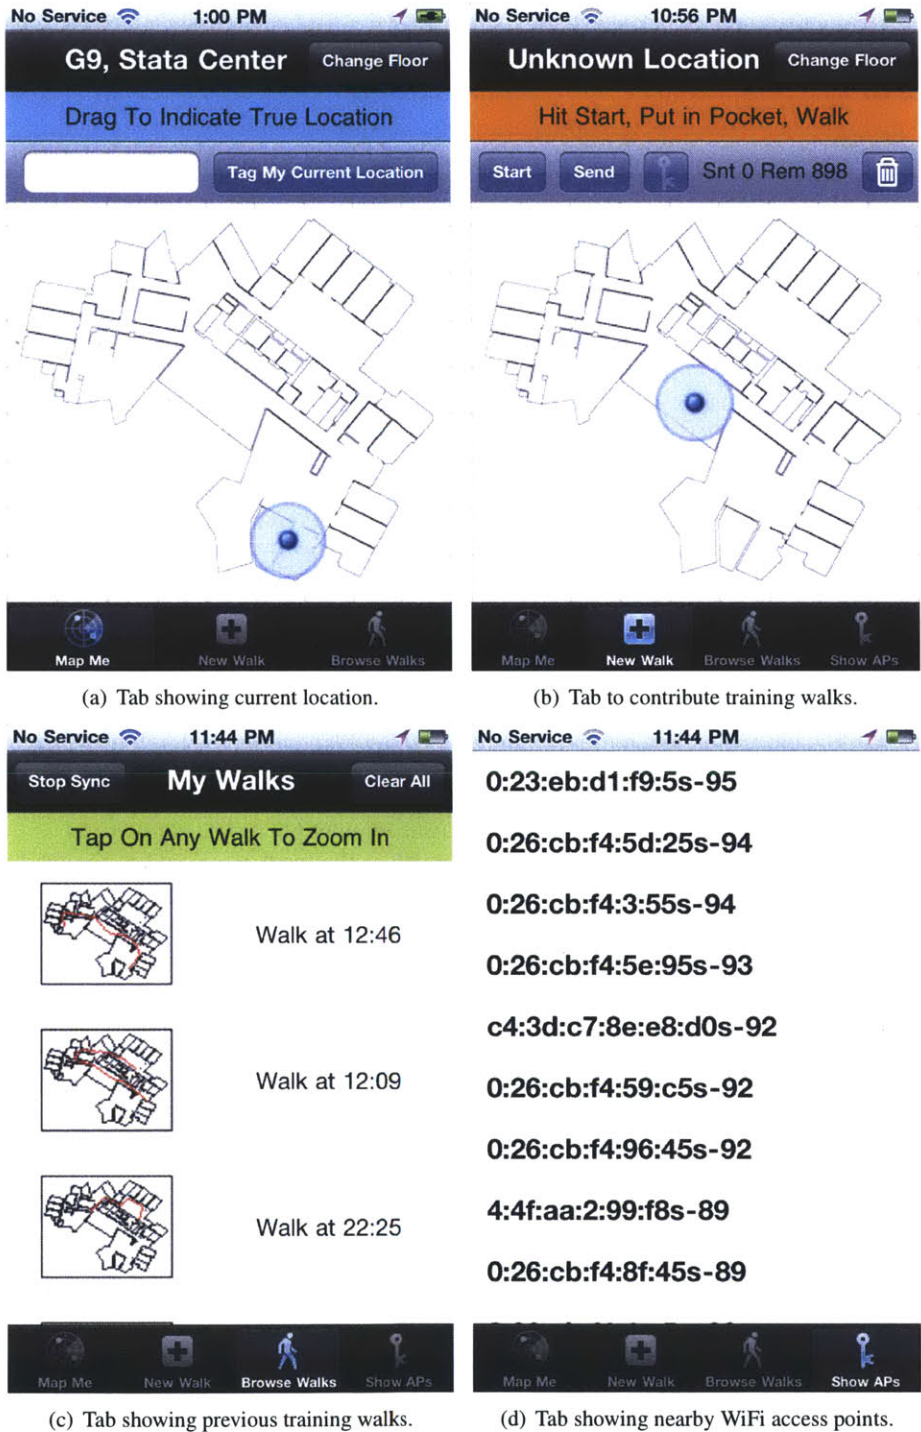 No Service 1:00 PM
G9, Stata Center Change Floor
Drag To Indicate True Location
Tag My Current Location
Map Me New Walk Browse Walks
(a) Tab showing current location.
No Service 10:56 PM
Unknown Location Change Floor
Hit Start, Put in Pocket, Walk
Start Send Snt 0 Rem 898
Map Me New Walk Browse Walks Show APs
(b) Tab to contribute training walks.
No Service 11:44 PM
Stop Sync My Walks Clear All
Tap On Any Walk To Zoom In
Walk at 12:46
Walk at 12:09
Walk at 22:25
Map Me New Walk Browse Walks Show APs
(c) Tab showing previous training walks.
No Service 11:44 PM
0:23:eb:d1:f9:5s-95
0:26:cb:f4:5d:25s-94
0:26:cb:f4:3:55s-94
0:26:cb:f4:5e:95s-93
c4:3d:c7:8e:e8:d0s-92
0:26:cb:f4:59:c5s-92
0:26:cb:f4:96:45s-92
4:4f:aa:2:99:f8s-89
0:26:cb:f4:8f:45s-89
Map Me New Walk Browse Walks Show APs
(d) Tab showing nearby WiFi access points.